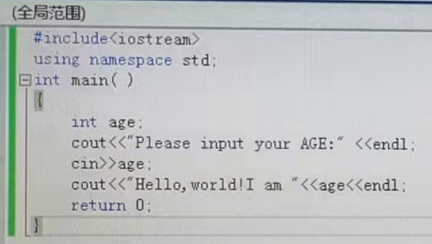 (全局范围)
#include<iostream>
using namespace std;
int main( )
{
int age;
cout<<"Please input your AGE:" <<endl;
cin>>age;
cout<<"Hello,world!I am "<<age<<endl;
return 0;
}